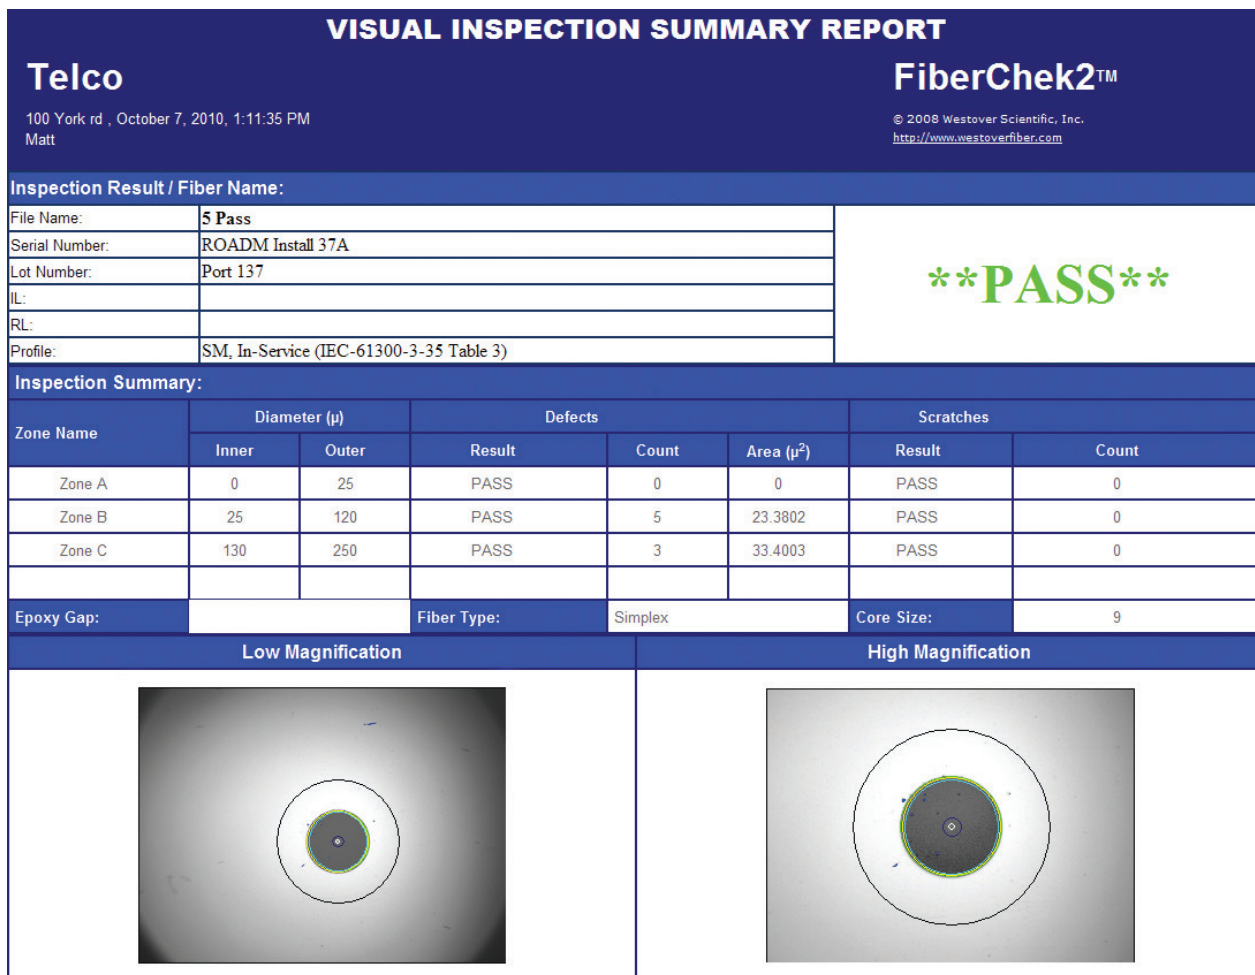 VISUAL INSPECTION SUMMARY REPORT
Telco
FiberChek2™
100 York rd , October 7, 2010, 1:11:35 PM
Matt
© 2008 Westover Scientific, Inc.
http://www.westoverfiber.com
Inspection Result / Fiber Name:
File Name: 5 Pass
Serial Number: ROADM Install 37A
Lot Number: Port 137
IL:
RL:
Profile: SM, In-Service (IEC-61300-3-35 Table 3)
**PASS**
Inspection Summary:
Zone Name Diameter (µ) Defects Scratches
Inner Outer Result Count Area (µ²) Result Count
Zone A 0 25 PASS 0 0 PASS 0
Zone B 25 120 PASS 5 23.3802 PASS 0
Zone C 130 250 PASS 3 33.4003 PASS 0
Epoxy Gap: Fiber Type: Simplex Core Size: 9
Low Magnification High Magnification